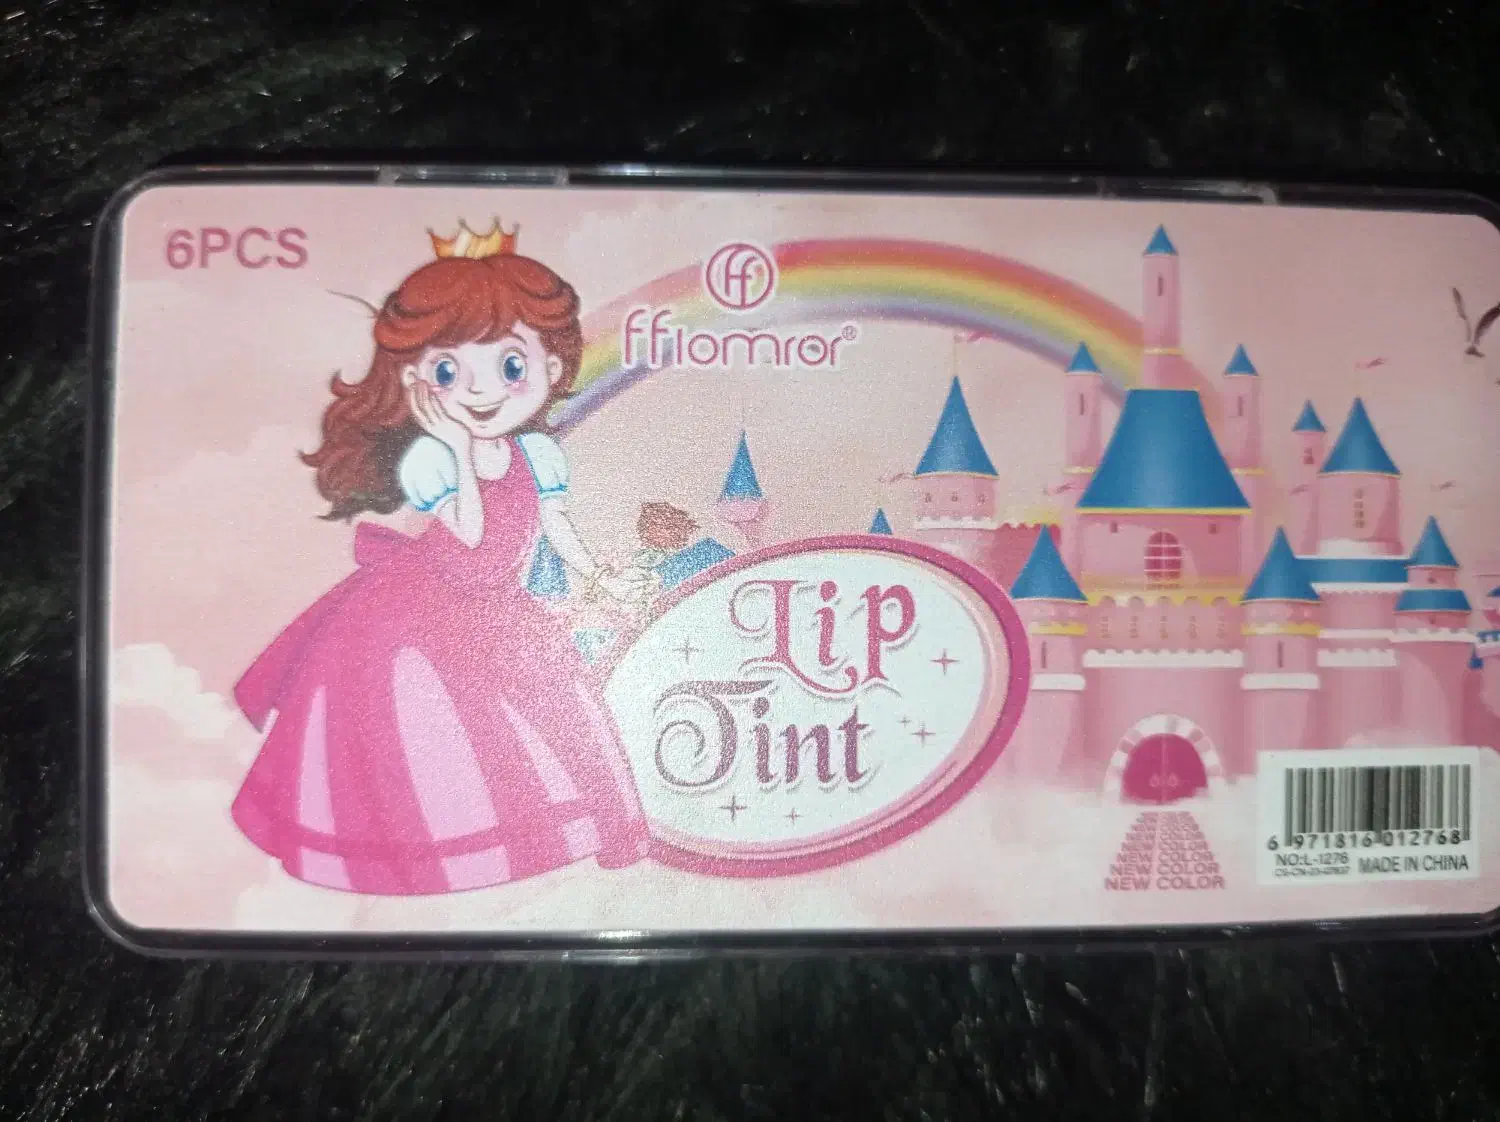 6PCS
ff
fflomror®
Lip
Tint
NEW COLOR
NEW COLOR
NEW COLOR
NEW COLOR
6 971816 012768
NO:L-1276
MADE IN CHINA